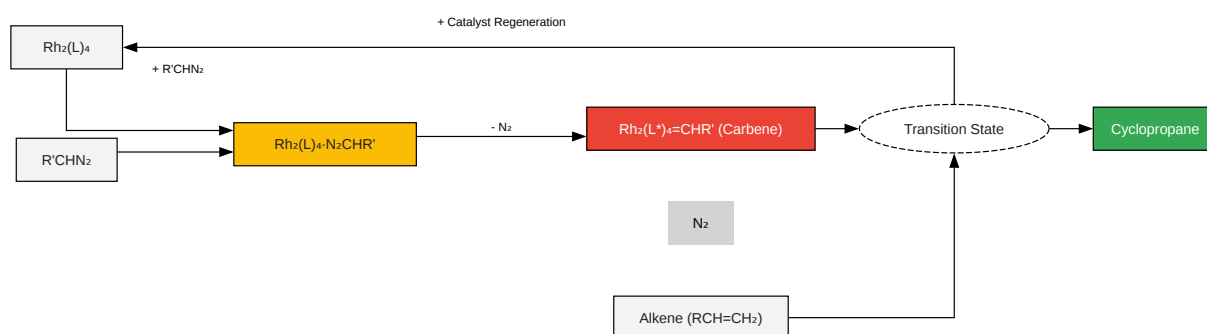 + Catalyst Regeneration
Rh₂(L)₄
+ R'CHN₂
R'CHN₂
Rh₂(L)₄·N₂CHR'
- N₂
Rh₂(L*)₄=CHR' (Carbene)
Transition State
Cyclopropane
N₂
Alkene (RCH=CH₂)